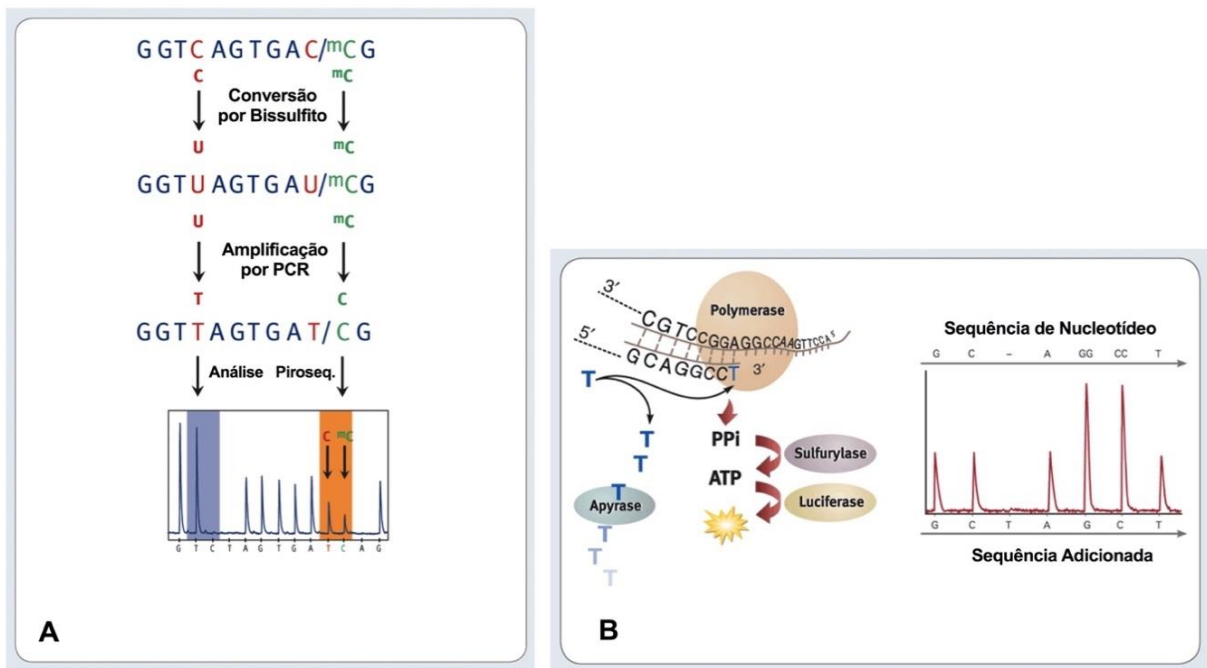 GGTCAGTGAC/mCG
C mC
Conversão
por Bissulfito
U mC
GGTUAGTGAU/mCG
U mC
Amplificação
por PCR
T C
GGTTAGTGAT/CG
Análise Piroseq.
C mC
G T C T A G T G A T C A G
A
3'
5'
Polymerase
CGTCCGGAGGCCAAGTTCCA 5'
GCAGGCCT 3'
T
T
T
T
Apyrase
T
T
T
PPi
Sulfurylase
ATP
Luciferase
Sequência de Nucleotídeo
G C – A GG CC T
G C T A G C T
Sequência Adicionada
B